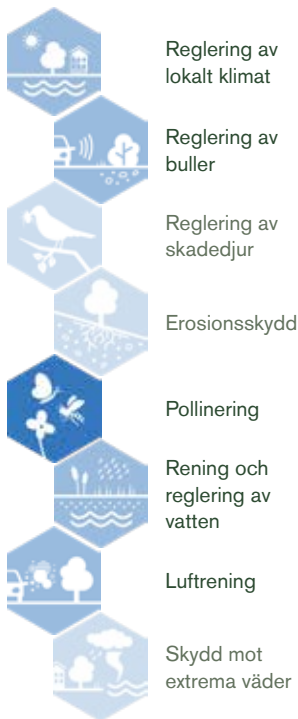 Reglering av
lokalt klimat
Reglering av
buller
Reglering av
skadedjur
Erosionsskydd
Pollinering
Rening och
reglering av
vatten
Luftrening
Skydd mot
extrema väder